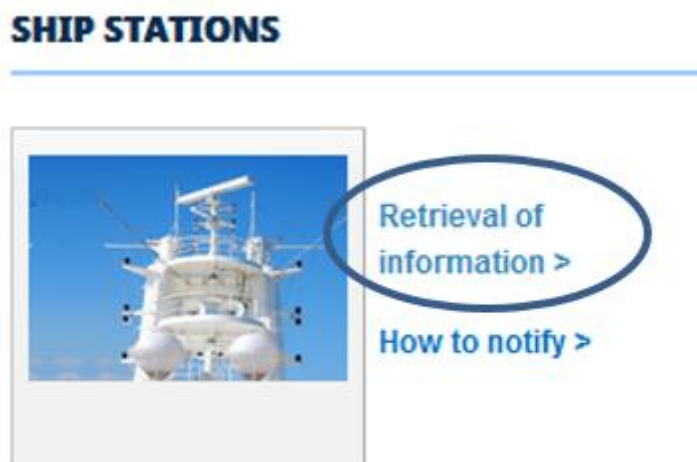 SHIP STATIONS
Retrieval of
information >
How to notify >